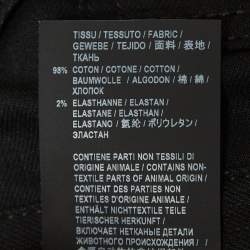 TISSU / TESSUTO / FABRIC /
GEWEBE / TEJIDO / 面料 / 表地 /
ТКАНЬ
98% COTON / COTONE / COTTON /
BAUMWOLLE / ALGODON / 棉 / 綿 /
ХЛОПОК
2% ELASTHANNE / ELASTAN /
ELASTANE / ELASTHAN /
ELASTANO / 氨纶 / ポリウレタン /
ЭЛАСТАН
CONTIENE PARTI NON TESSILI DI
ORIGINE ANIMALE / CONTAINS NON-
TEXTILE PARTS OF ANIMAL ORIGIN /
CONTIENT DES PARTIES NON
TEXTILES D'ORIGINE ANIMALE /
ENTHÄLT NICHTTEXTILE TEILE
TIERISCHER HERKUNFT /
ВКЛЮЧАЕТ НЕТКАНЫЕ ДЕТАЛИ
ЖИВОТНОГО ПРОИСХОЖДЕНИЯ /